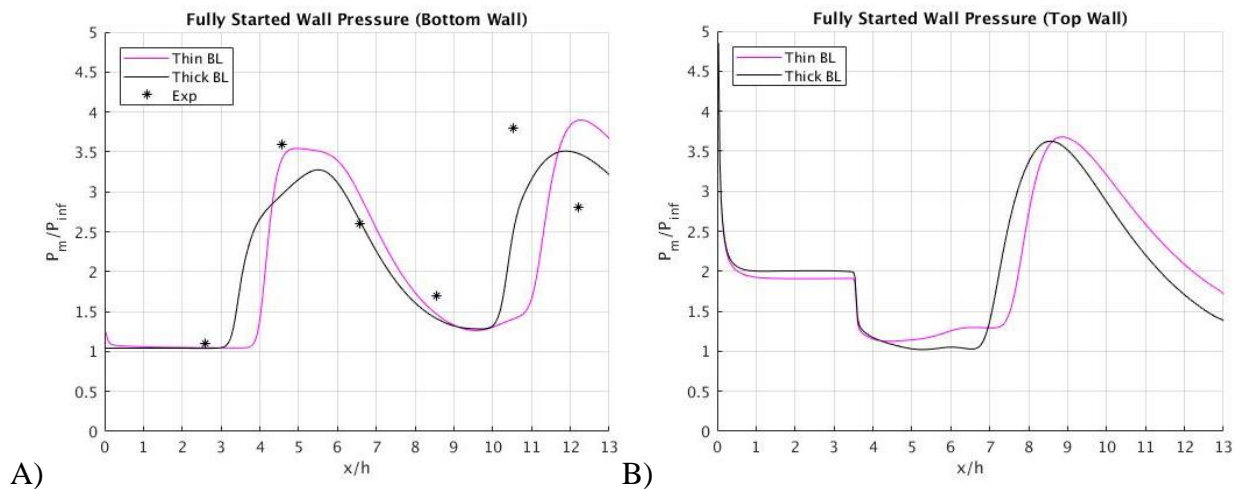 Fully Started Wall Pressure (Bottom Wall)
5
4.5
4
3.5
3
2.5
2
1.5
1
0.5
0
P_m/P_inf
Thin BL
Thick BL
Exp
0 1 2 3 4 5 6 7 8 9 10 11 12 13
x/h
A)
Fully Started Wall Pressure (Top Wall)
5
4.5
4
3.5
3
2.5
2
1.5
1
0.5
0
P_m/P_inf
Thin BL
Thick BL
0 1 2 3 4 5 6 7 8 9 10 11 12 13
x/h
B)